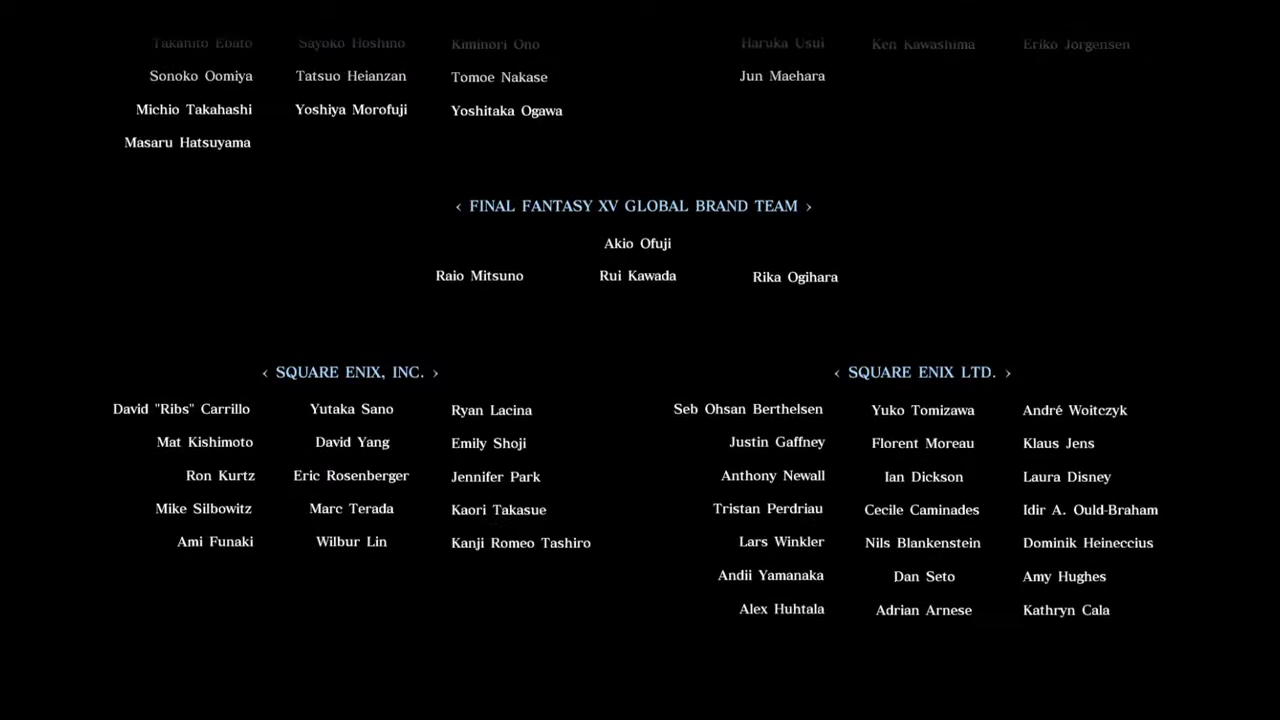 Takahito Ebato Sayoko Hoshino Kiminori Ono Haruka Usui Ken Kawashima Eriko Jorgensen
Sonoko Oomiya Tatsuo Heianzan Tomoe Nakase Jun Maehara
Michio Takahashi Yoshiya Morofuji Yoshitaka Ogawa
Masaru Hatsuyama
‹ FINAL FANTASY XV GLOBAL BRAND TEAM ›
Akio Ofuji
Raio Mitsuno Rui Kawada Rika Ogihara
‹ SQUARE ENIX, INC. › ‹ SQUARE ENIX LTD. ›
David "Ribs" Carrillo Yutaka Sano Ryan Lacina Seb Ohsan Berthelsen Yuko Tomizawa André Woitczyk
Mat Kishimoto David Yang Emily Shoji Justin Gaffney Florent Moreau Klaus Jens
Ron Kurtz Eric Rosenberger Jennifer Park Anthony Newall Ian Dickson Laura Disney
Mike Silbowitz Marc Terada Kaori Takasue Tristan Perdriau Cecile Caminades Idir A. Ould-Braham
Ami Funaki Wilbur Lin Kanji Romeo Tashiro Lars Winkler Nils Blankenstein Dominik Heineccius
Andii Yamanaka Dan Seto Amy Hughes
Alex Huhtala Adrian Arnese Kathryn Cala